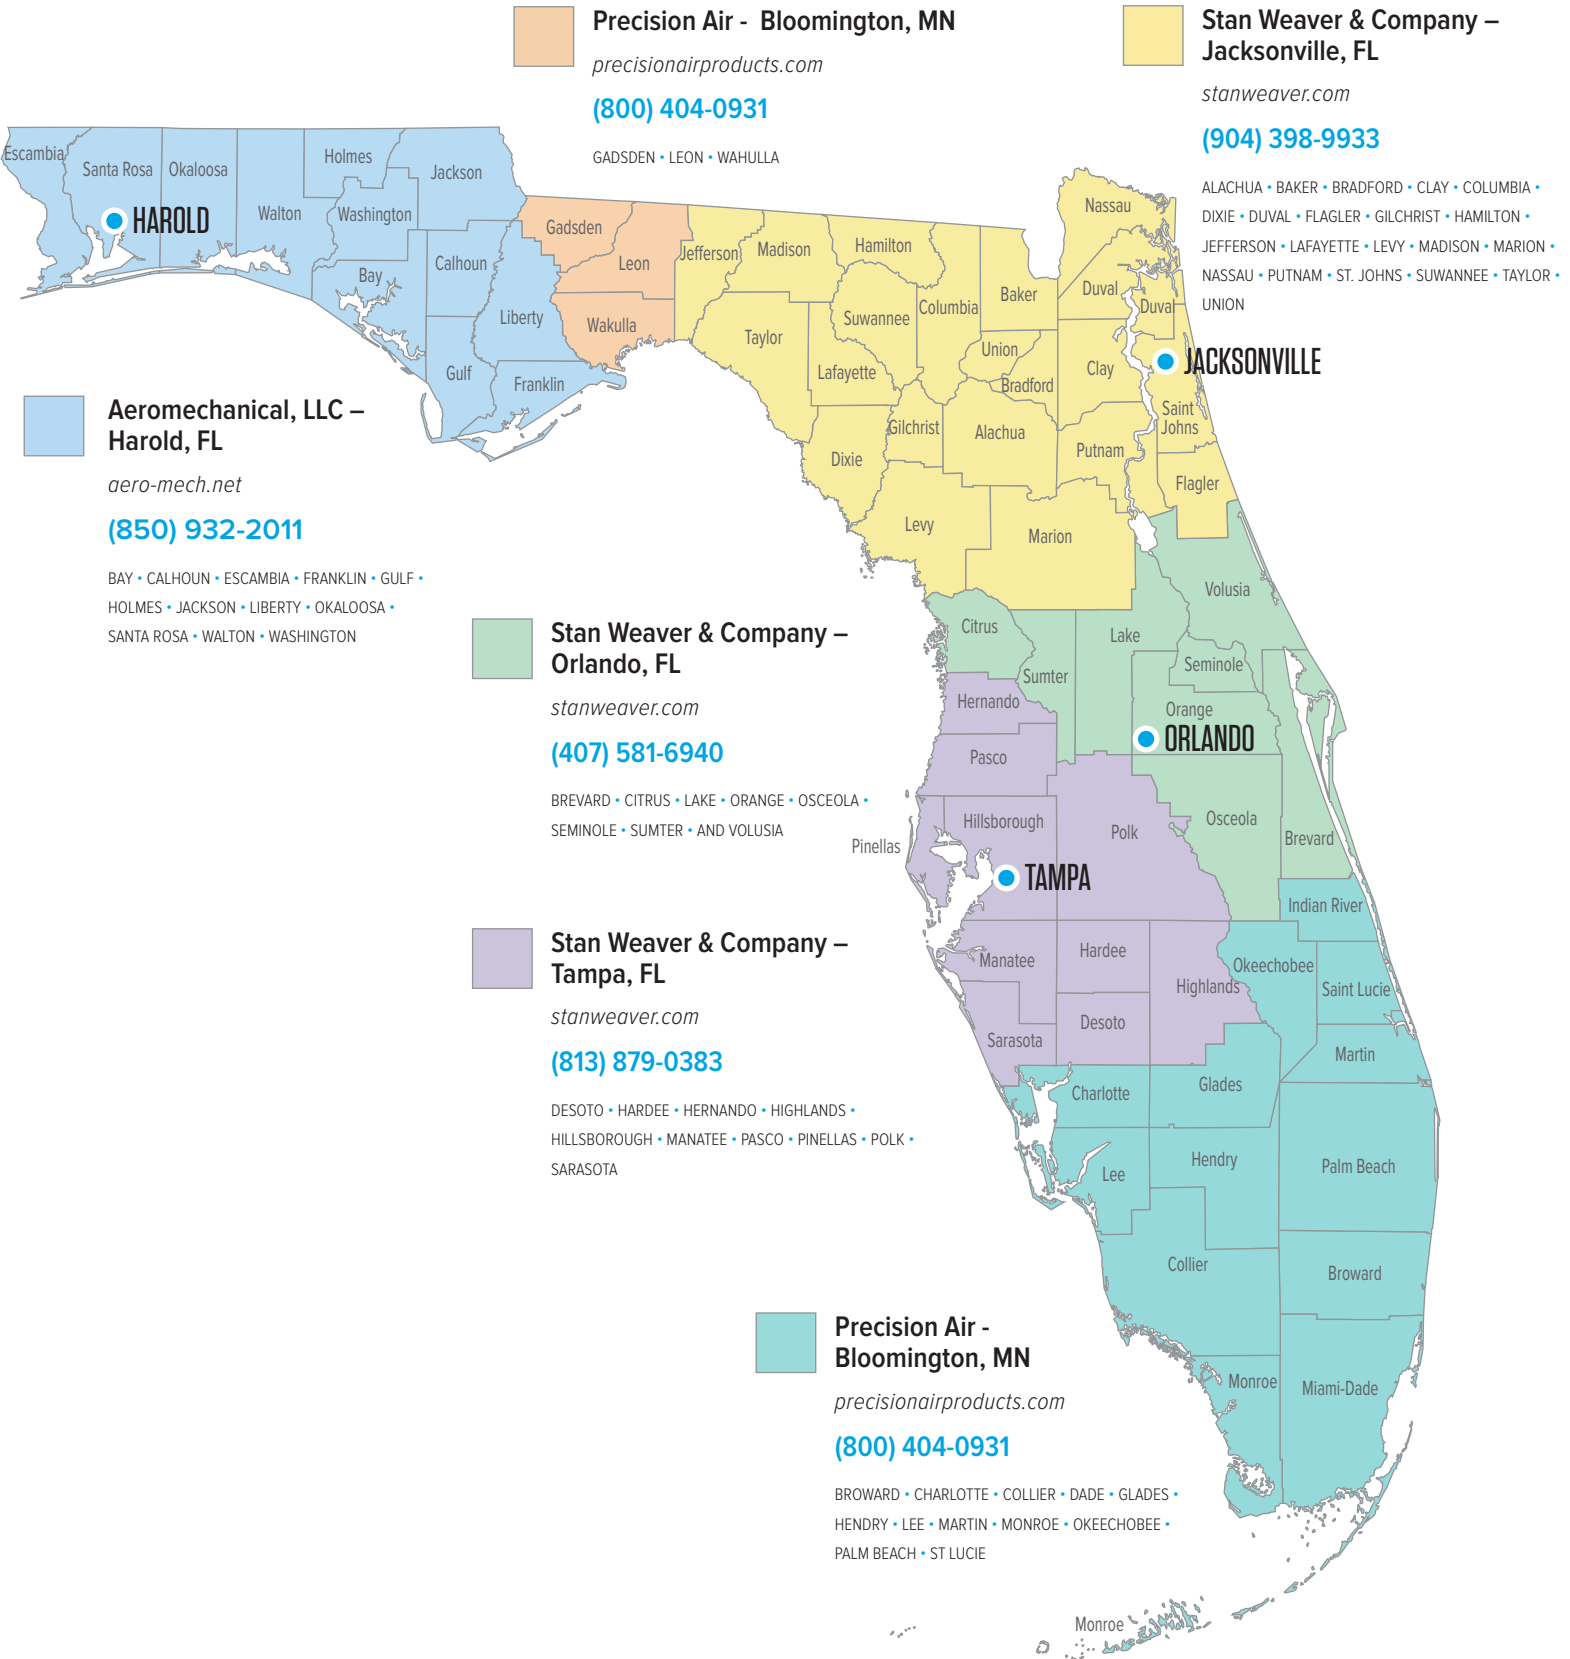 Precision Air - Bloomington, MN
precisionairproducts.com
(800) 404-0931
GADSDEN • LEON • WAHULLA
Stan Weaver & Company –
Jacksonville, FL
stanweaver.com
(904) 398-9933
ALACHUA • BAKER • BRADFORD • CLAY • COLUMBIA •
DIXIE • DUVAL • FLAGLER • GILCHRIST • HAMILTON •
JEFFERSON • LAFAYETTE • LEVY • MADISON • MARION •
NASSAU • PUTNAM • ST. JOHNS • SUWANNEE • TAYLOR •
UNION
Escambia
Santa Rosa
Okaloosa
Holmes
Jackson
Walton
Washington
HAROLD
Bay
Calhoun
Liberty
Gulf
Franklin
Gadsden
Leon
Wakulla
Jefferson
Madison
Hamilton
Nassau
Taylor
Suwannee
Columbia
Baker
Duval
Duval
Lafayette
Union
Bradford
Clay
JACKSONVILLE
Saint
Johns
Gilchrist
Alachua
Putnam
Dixie
Flagler
Levy
Marion
Aeromechanical, LLC –
Harold, FL
aero-mech.net
(850) 932-2011
BAY • CALHOUN • ESCAMBIA • FRANKLIN • GULF •
HOLMES • JACKSON • LIBERTY • OKALOOSA •
SANTA ROSA • WALTON • WASHINGTON
Stan Weaver & Company –
Orlando, FL
stanweaver.com
(407) 581-6940
BREVARD • CITRUS • LAKE • ORANGE • OSCEOLA •
SEMINOLE • SUMTER • AND VOLUSIA
Volusia
Citrus
Lake
Sumter
Seminole
Hernando
Orange
ORLANDO
Pasco
Hillsborough
Polk
Osceola
Brevard
Pinellas
TAMPA
Stan Weaver & Company –
Tampa, FL
stanweaver.com
(813) 879-0383
DESOTO • HARDEE • HERNANDO • HIGHLANDS •
HILLSBOROUGH • MANATEE • PASCO • PINELLAS • POLK •
SARASOTA
Indian River
Manatee
Hardee
Okeechobee
Highlands
Saint Lucie
Desoto
Sarasota
Martin
Charlotte
Glades
Lee
Hendry
Palm Beach
Collier
Broward
Monroe
Miami-Dade
Precision Air -
Bloomington, MN
precisionairproducts.com
(800) 404-0931
BROWARD • CHARLOTTE • COLLIER • DADE • GLADES •
HENDRY • LEE • MARTIN • MONROE • OKEECHOBEE •
PALM BEACH • ST LUCIE
Monroe